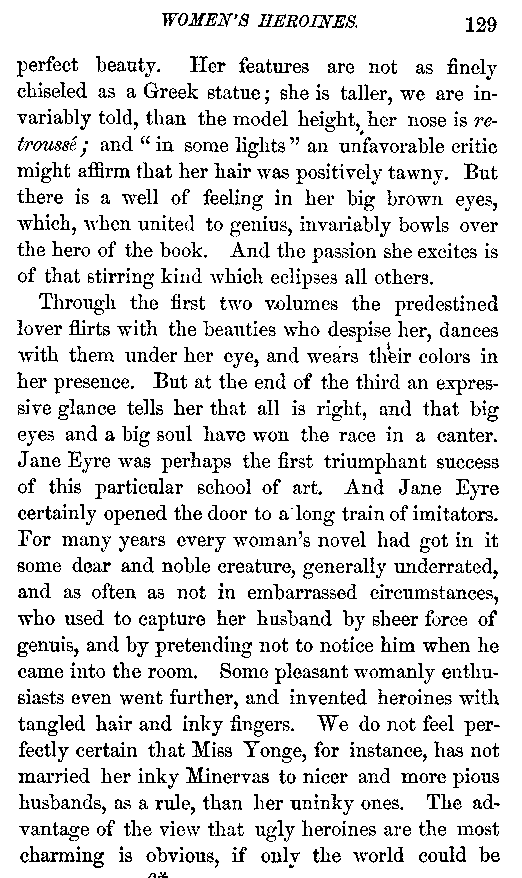 WOMEN'S HEROINES. 129
perfect beauty. Her features are not as finely
chiseled as a Greek statue; she is taller, we are in-
variably told, than the model height, her nose is re-
troussé; and "in some lights" an unfavorable critic
might affirm that her hair was positively tawny. But
there is a well of feeling in her big brown eyes,
which, when united to genius, invariably bowls over
the hero of the book. And the passion she excites is
of that stirring kind which eclipses all others.
Through the first two volumes the predestined
lover flirts with the beauties who despise her, dances
with them under her eye, and wears their colors in
her presence. But at the end of the third an expres-
sive glance tells her that all is right, and that big
eyes and a big soul have won the race in a canter.
Jane Eyre was perhaps the first triumphant success
of this particular school of art. And Jane Eyre
certainly opened the door to a long train of imitators.
For many years every woman's novel had got in it
some dear and noble creature, generally underrated,
and as often as not in embarrassed circumstances,
who used to capture her husband by sheer force of
genuis, and by pretending not to notice him when he
came into the room. Some pleasant womanly enthu-
siasts even went further, and invented heroines with
tangled hair and inky fingers. We do not feel per-
fectly certain that Miss Yonge, for instance, has not
married her inky Minervas to nicer and more pious
husbands, as a rule, than her uninky ones. The ad-
vantage of the view that ugly heroines are the most
charming is obvious, if only the world could be